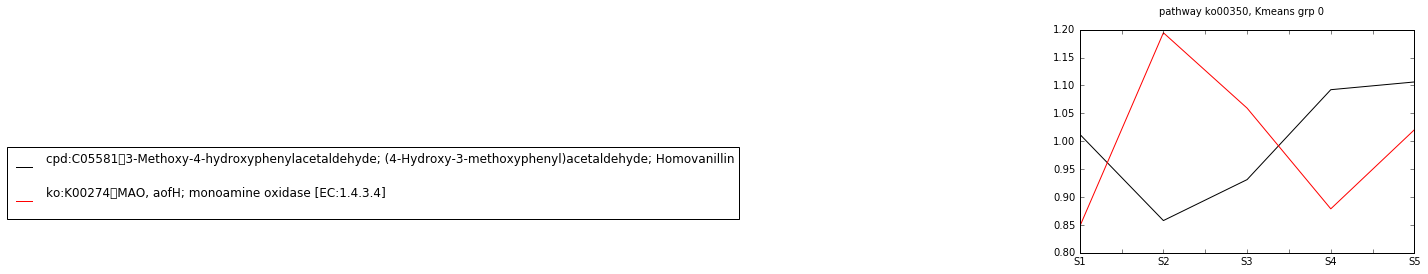 pathway ko00350, Kmeans grp 0
cpd:C05581▯3-Methoxy-4-hydroxyphenylacetaldehyde; (4-Hydroxy-3-methoxyphenyl)acetaldehyde; Homovanillin
ko:K00274▯MAO, aofH; monoamine oxidase [EC:1.4.3.4]
1.20
1.15
1.10
1.05
1.00
0.95
0.90
0.85
0.80
S1 S2 S3 S4 S5